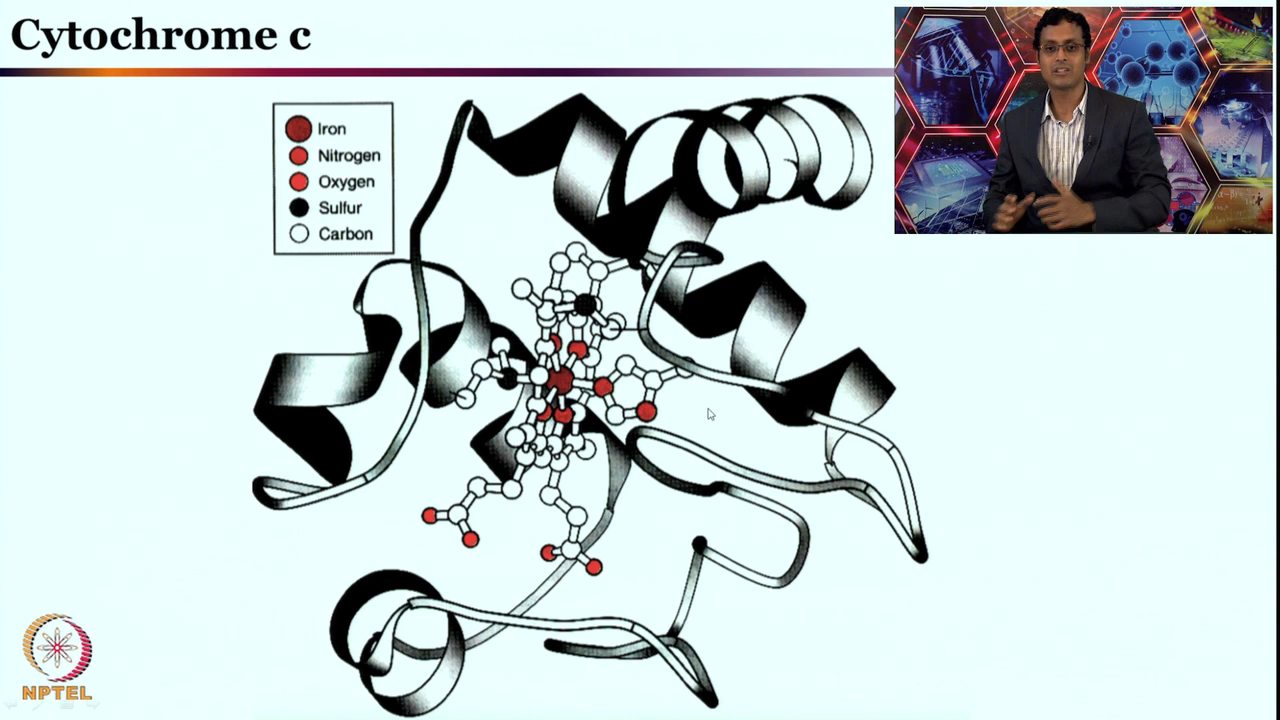 Cytochrome c
Iron
Nitrogen
Oxygen
Sulfur
Carbon
NPTEL